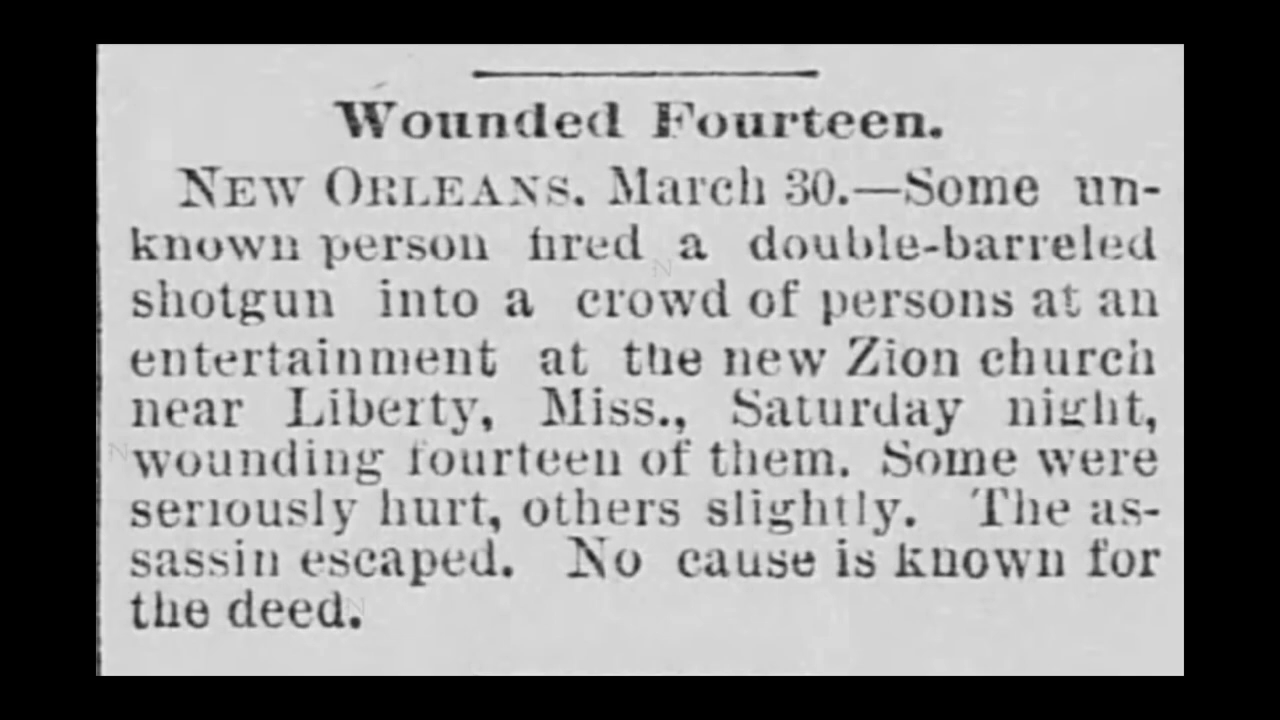 Wounded Fourteen.
NEW ORLEANS. March 30.—Some un-
known person fired a double-barreled
shotgun into a crowd of persons at an
entertainment at the new Zion church
near Liberty, Miss., Saturday night,
wounding fourteen of them. Some were
seriously hurt, others slightly. The as-
sassin escaped. No cause is known for
the deed.